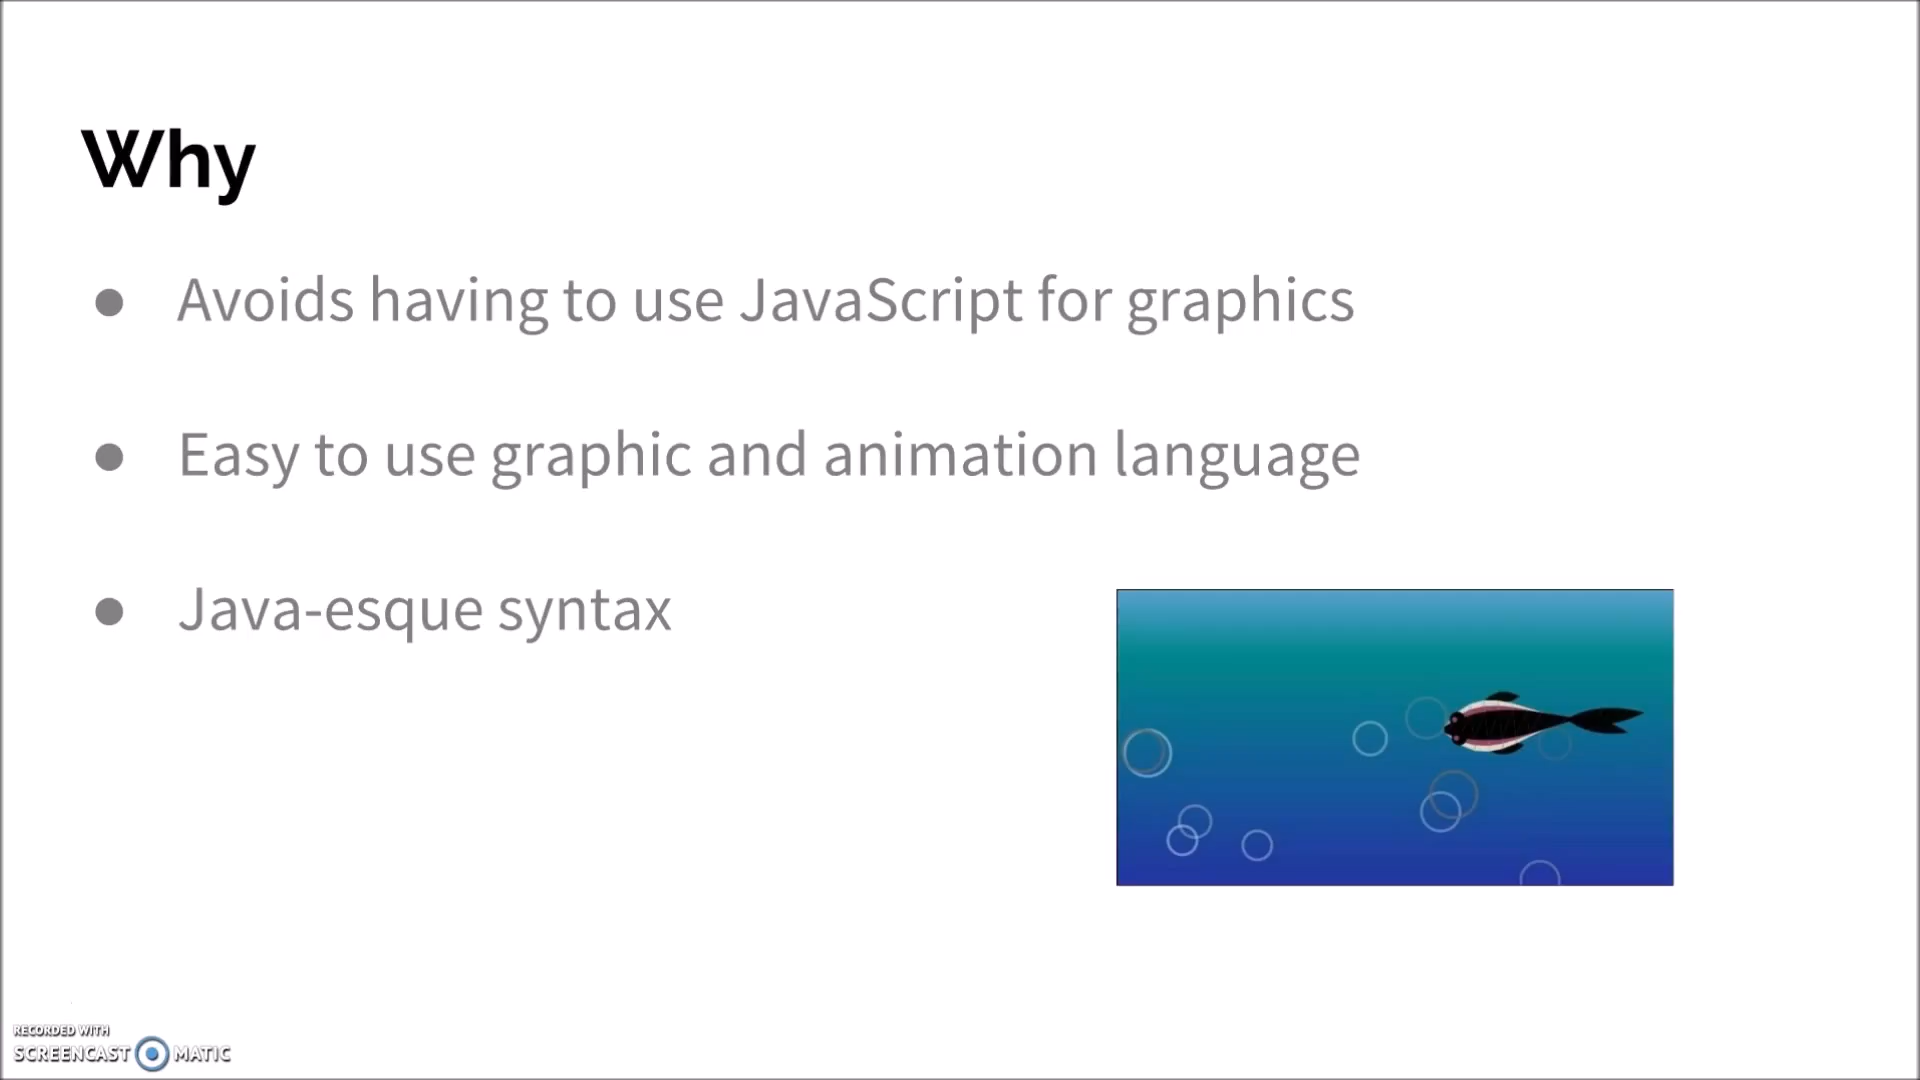 Why
● Avoids having to use JavaScript for graphics
● Easy to use graphic and animation language
● Java-esque syntax
RECORDED WITH
SCREENCAST MATIC